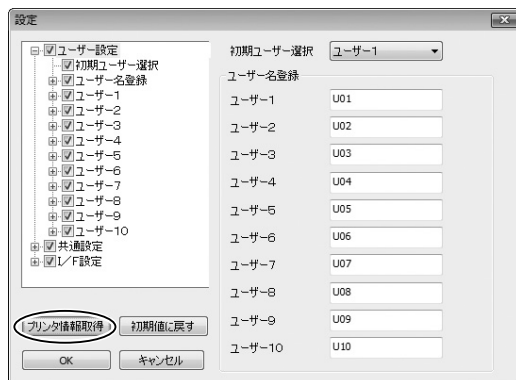 設定
ユーザー設定
初期ユーザー選択
ユーザー名登録
ユーザー1
ユーザー2
ユーザー3
ユーザー4
ユーザー5
ユーザー6
ユーザー7
ユーザー8
ユーザー9
ユーザー10
共通設定
I/F設定
プリンタ情報取得
初期値に戻す
OK
キャンセル
初期ユーザー選択 ユーザー1
ユーザー名登録
ユーザー1 U01
ユーザー2 U02
ユーザー3 U03
ユーザー4 U04
ユーザー5 U05
ユーザー6 U06
ユーザー7 U07
ユーザー8 U08
ユーザー9 U09
ユーザー10 U10